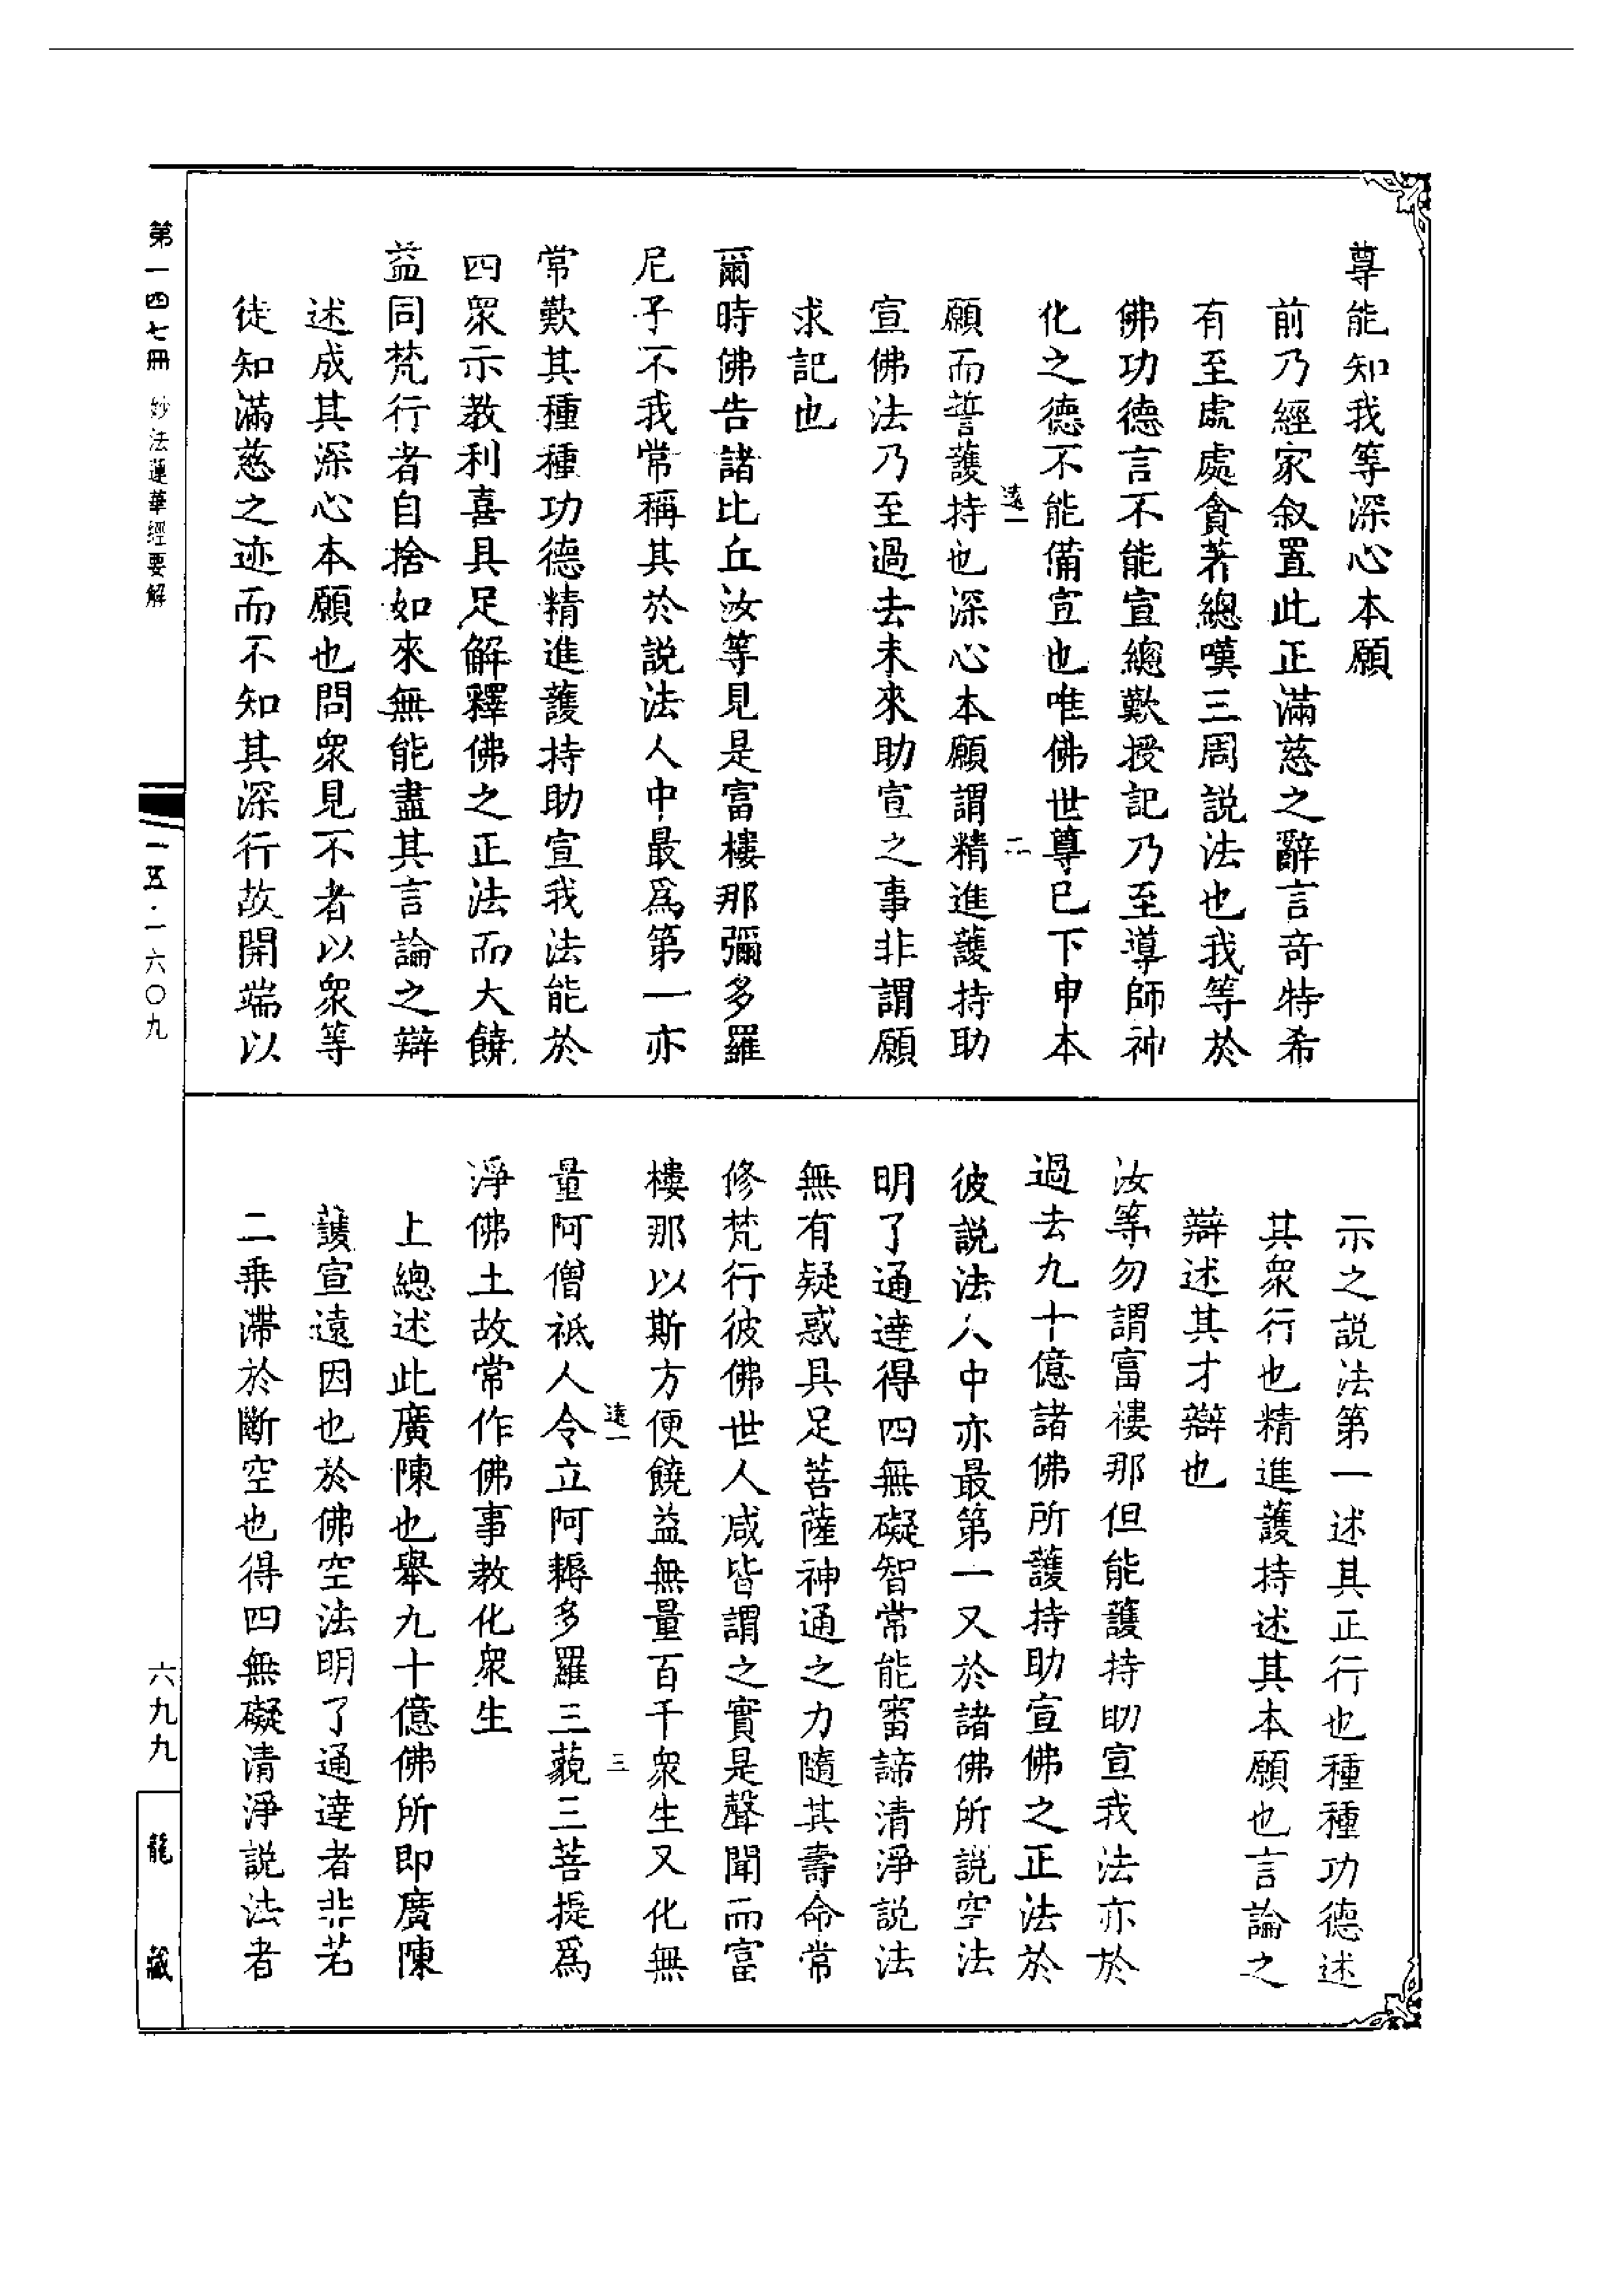 尊能知我等深心本願
前乃經家叙置此正滿慈之辭言奇特希
有至處處貪著總嘆三周説法也我等於
佛功德言不能宣總歎授記乃至導師神
化之德不能備宣也唯佛世尊已下申本
遠一
二
願而誓護持也深心本願謂精進護持助
宣佛法乃至過去未來助宣之事非謂願
求記也
爾時佛告諸比丘汝等見是富樓那彌多羅
尼子不我常稱其於説法人中最爲第一亦
常歎其種種功德精進護持助宣我法能於
四衆示教利喜具足解釋佛之正法而大饒
益同梵行者自捨如來無能盡其言論之辯
述成其深心本願也問衆見不者以衆等
徒知滿慈之迹而不知其深行故開端以
示之説法第一述其正行也種種功德述
其衆行也精進護持述其本願也言論之
辯述其才辯也
汝等勿謂富樓那但能護持助宣我法亦於
過去九十億諸佛所護持助宣佛之正法於
彼説法人中亦最第一又於諸佛所説空法
明了通達得四無礙智常能審諦清淨説法
無有疑惑具足菩薩神通之力隨其壽命常
修梵行彼佛世人咸皆謂之實是聲聞而富
樓那以斯方便饒益無量百千衆生又化無
遠一
三
量阿僧祇人令立阿耨多羅三藐三菩提爲
淨佛土故常作佛事教化衆生
上總述此廣陳也舉九十億佛所即廣陳
護宣遠因也於佛空法明了通達者非若
二乗滯於斷空也得四無礙清淨説法者
第一四七冊 妙法蓮華經要解
一五·一六〇九
六九九
龍藏